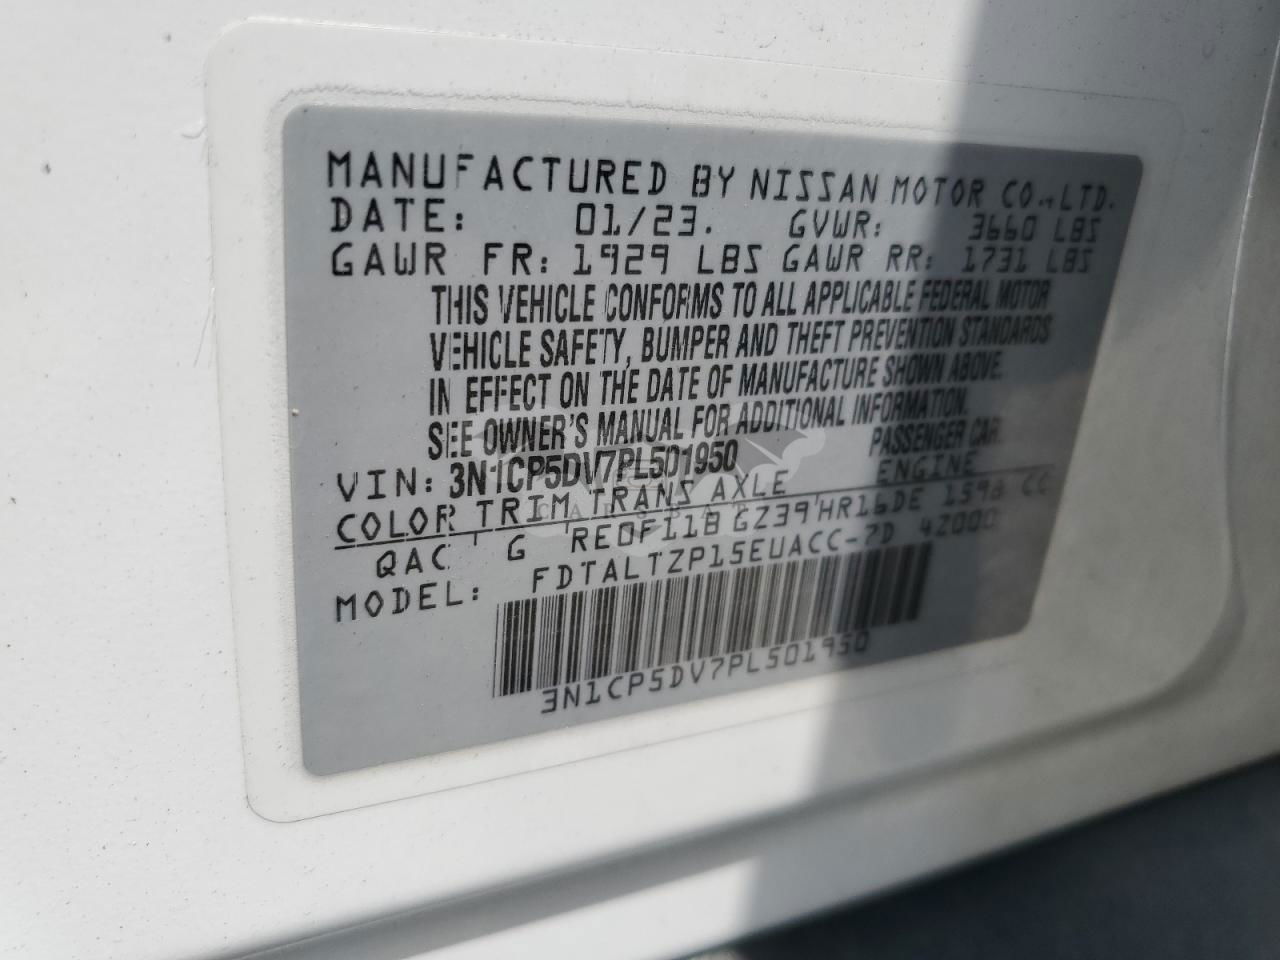 MANUFACTURED BY NISSAN MOTOR CO.,LTD.
DATE: 01/23. GVWR: 3660 LBS
GAWR FR: 1929 LBS GAWR RR: 1731 LBS
THIS VEHICLE CONFORMS TO ALL APPLICABLE FEDERAL MOTOR
VEHICLE SAFETY, BUMPER AND THEFT PREVENTION STANDARDS
IN EFFECT ON THE DATE OF MANUFACTURE SHOWN ABOVE.
SEE OWNER'S MANUAL FOR ADDITIONAL INFORMATION.
VIN: 3N1CP5DV7PL501950 PASSENGER CAR
COLOR TRIM TRANS AXLE ENGINE
QAC G RE0F11B GZ39 HR16DE 1598 CC
MODEL: FDTALTZP15EUACC-7D 4Z000
3N1CP5DV7PL501950